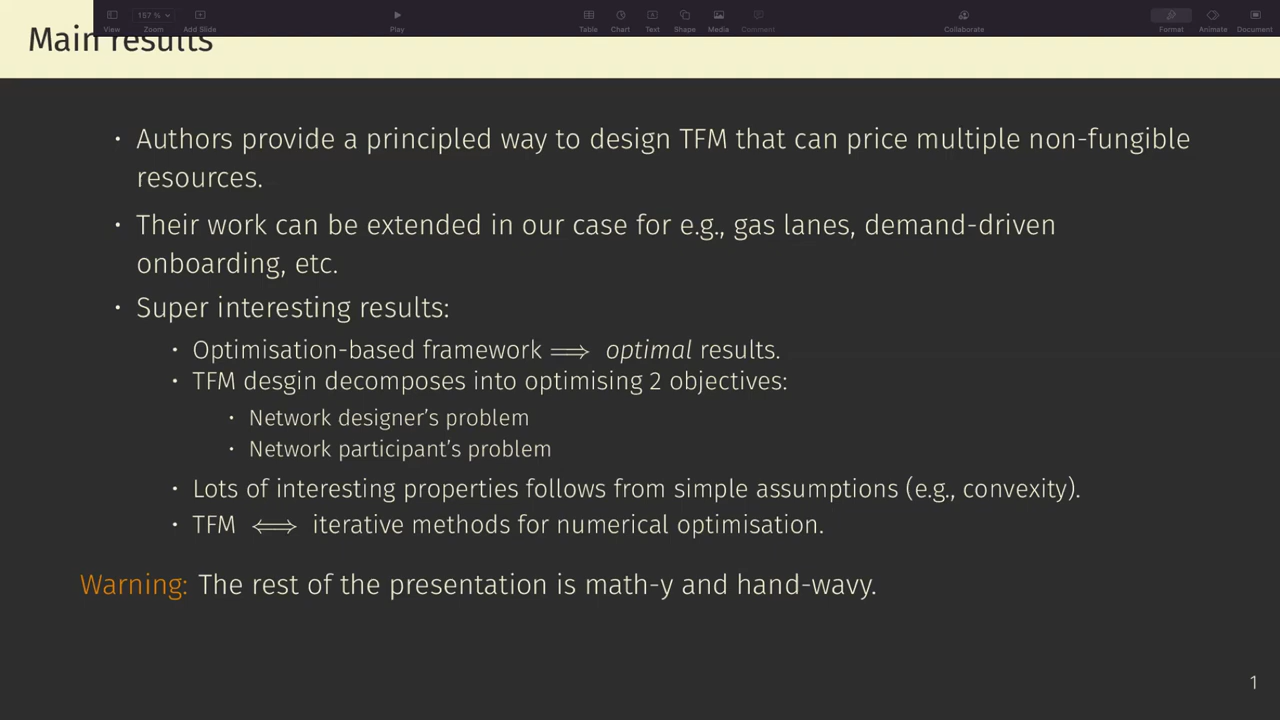 157 %
View Zoom Add Slide Play Table Chart Text Shape Media Comment Collaborate Format Animate Document
Main results
• Authors provide a principled way to design TFM that can price multiple non-fungible
resources.
• Their work can be extended in our case for e.g., gas lanes, demand-driven
onboarding, etc.
• Super interesting results:
• Optimisation-based framework ⟹ optimal results.
• TFM desgin decomposes into optimising 2 objectives:
• Network designer's problem
• Network participant's problem
• Lots of interesting properties follows from simple assumptions (e.g., convexity).
• TFM ⟺ iterative methods for numerical optimisation.
Warning: The rest of the presentation is math-y and hand-wavy.
1